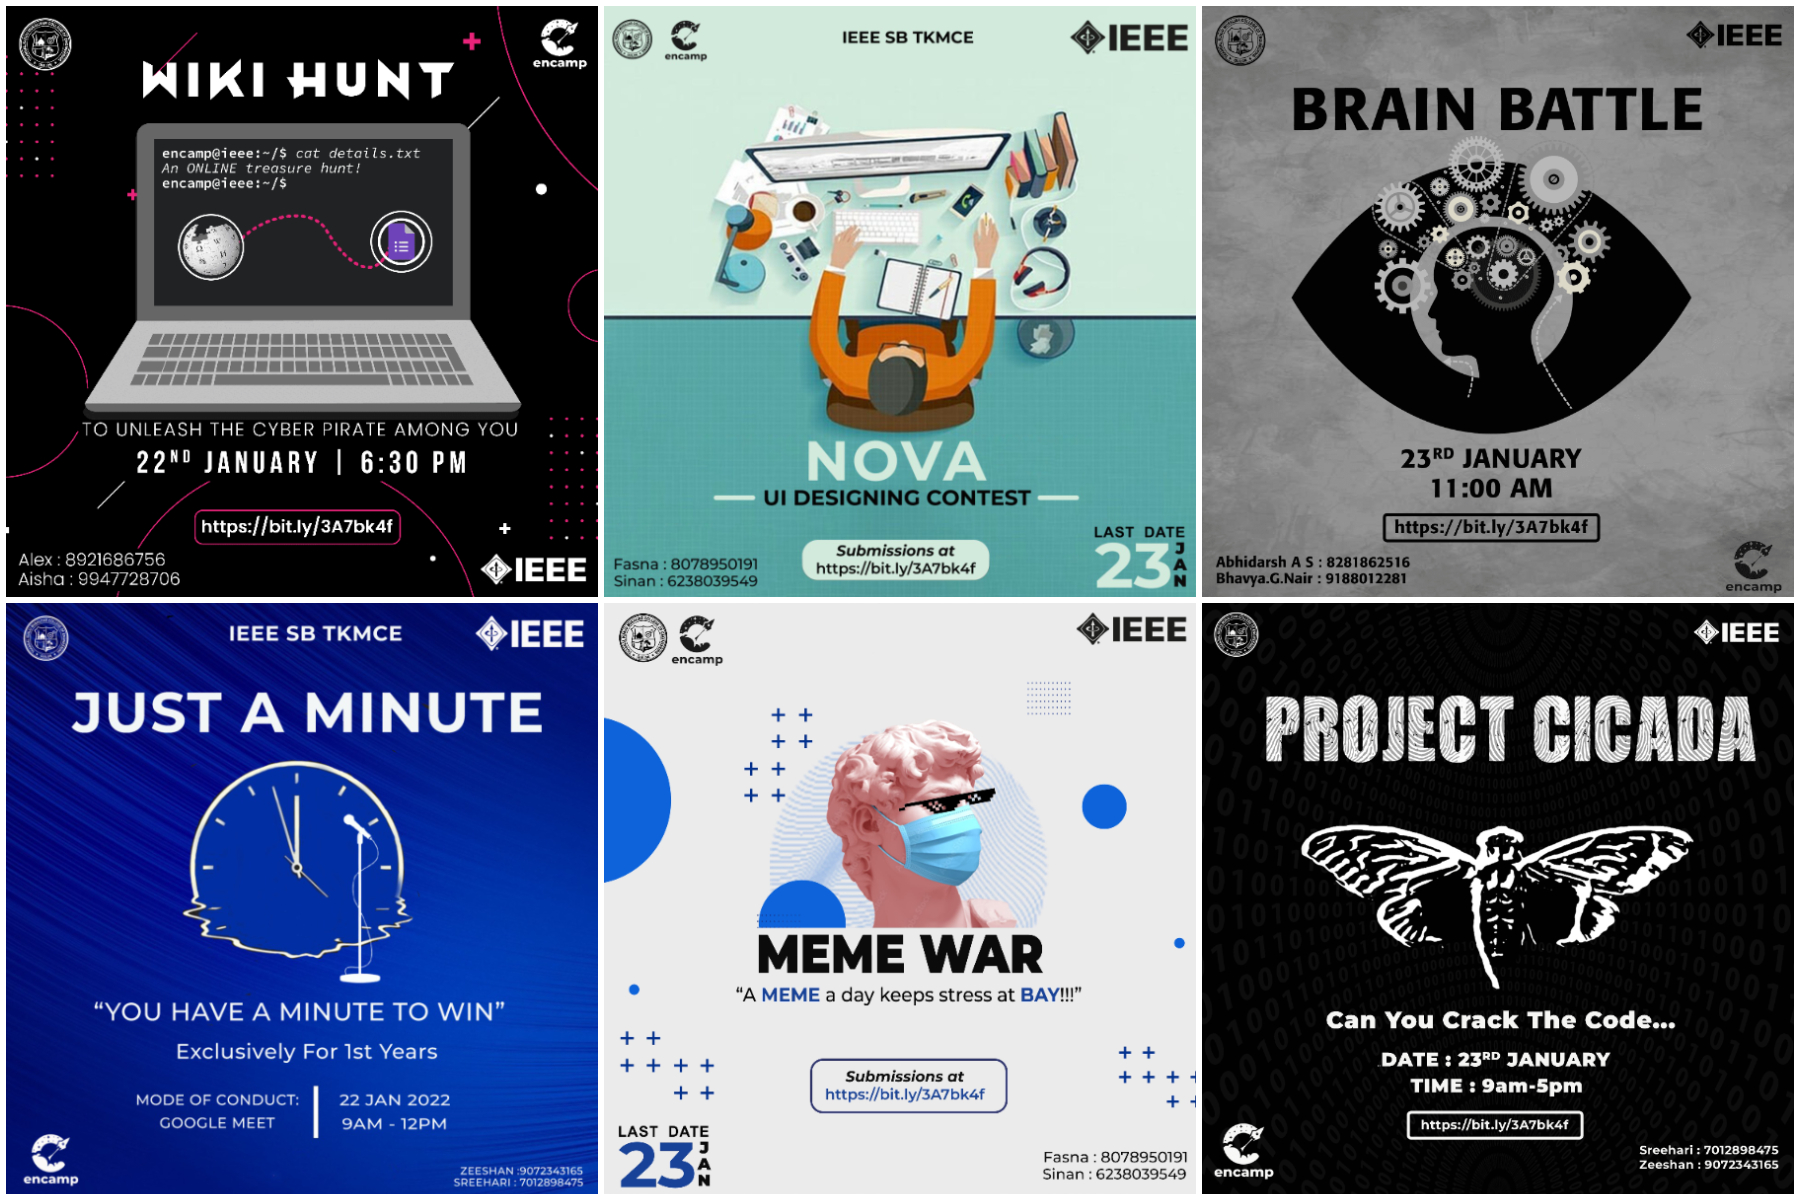 encamp
WIKI HUNT
encamp@ieee:~/$ cat details.txt
An ONLINE treasure hunt!
encamp@ieee:~/$
TO UNLEASH THE CYBER PIRATE AMONG YOU
22ND JANUARY | 6:30 PM
https://bit.ly/3A7bk4f
Alex : 8921686756
Aisha : 9947728706
IEEE
encamp
IEEE SB TKMCE
IEEE
NOVA
UI DESIGNING CONTEST
Submissions at
https://bit.ly/3A7bk4f
Fasna : 8078950191
Sinan : 6238039549
LAST DATE
23 JAN
IEEE
BRAIN BATTLE
23RD JANUARY
11:00 AM
https://bit.ly/3A7bk4f
Abhidarsh A S : 8281862516
Bhavya.G.Nair : 9188012281
encamp
IEEE SB TKMCE
IEEE
JUST A MINUTE
“YOU HAVE A MINUTE TO WIN”
Exclusively For 1st Years
MODE OF CONDUCT:
GOOGLE MEET
22 JAN 2022
9AM - 12PM
encamp
ZEESHAN :9072343165
SREEHARI : 7012898475
encamp
IEEE
MEME WAR
“A MEME a day keeps stress at BAY!!!”
Submissions at
https://bit.ly/3A7bk4f
LAST DATE
23 JAN
Fasna : 8078950191
Sinan : 6238039549
IEEE
PROJECT CICADA
Can You Crack The Code...
DATE : 23RD JANUARY
TIME : 9am-5pm
https://bit.ly/3A7bk4f
encamp
Sreehari : 7012898475
Zeeshan : 9072343165